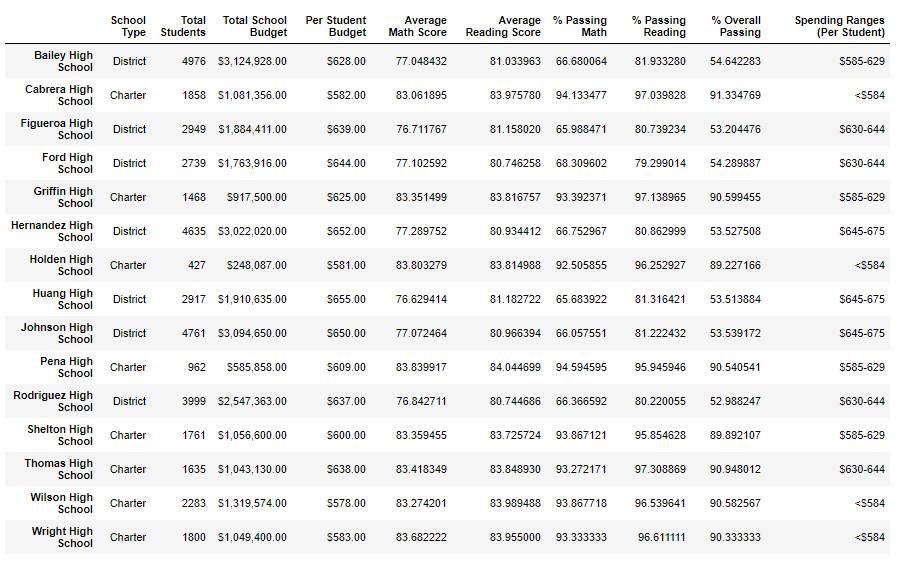 School Type Total Students Total School Budget Per Student Budget Average Math Score Average Reading Score % Passing Math % Passing Reading % Overall Passing Spending Ranges (Per Student)
Bailey High School District 4976 $3,124,928.00 $628.00 77.048432 81.033963 66.680064 81.933280 54.642283 $585-629
Cabrera High School Charter 1858 $1,081,356.00 $582.00 83.061895 83.975780 94.133477 97.039828 91.334769 <$584
Figueroa High School District 2949 $1,884,411.00 $639.00 76.711767 81.158020 65.988471 80.739234 53.204476 $630-644
Ford High School District 2739 $1,763,916.00 $644.00 77.102592 80.746258 68.309602 79.299014 54.289887 $630-644
Griffin High School Charter 1468 $917,500.00 $625.00 83.351499 83.816757 93.392371 97.138965 90.599455 $585-629
Hernandez High School District 4635 $3,022,020.00 $652.00 77.289752 80.934412 66.752967 80.862999 53.527508 $645-675
Holden High School Charter 427 $248,087.00 $581.00 83.803279 83.814988 92.505855 96.252927 89.227166 <$584
Huang High School District 2917 $1,910,635.00 $655.00 76.629414 81.182722 65.683922 81.316421 53.513884 $645-675
Johnson High School District 4761 $3,094,650.00 $650.00 77.072464 80.966394 66.057551 81.222432 53.539172 $645-675
Pena High School Charter 962 $585,858.00 $609.00 83.839917 84.044699 94.594595 95.945946 90.540541 $585-629
Rodriguez High School District 3999 $2,547,363.00 $637.00 76.842711 80.744686 66.366592 80.220055 52.988247 $630-644
Shelton High School Charter 1761 $1,056,600.00 $600.00 83.359455 83.725724 93.867121 95.854628 89.892107 $585-629
Thomas High School Charter 1635 $1,043,130.00 $638.00 83.418349 83.848930 93.272171 97.308869 90.948012 $630-644
Wilson High School Charter 2283 $1,319,574.00 $578.00 83.274201 83.989488 93.867718 96.539641 90.582567 <$584
Wright High School Charter 1800 $1,049,400.00 $583.00 83.682222 83.955000 93.333333 96.611111 90.333333 <$584